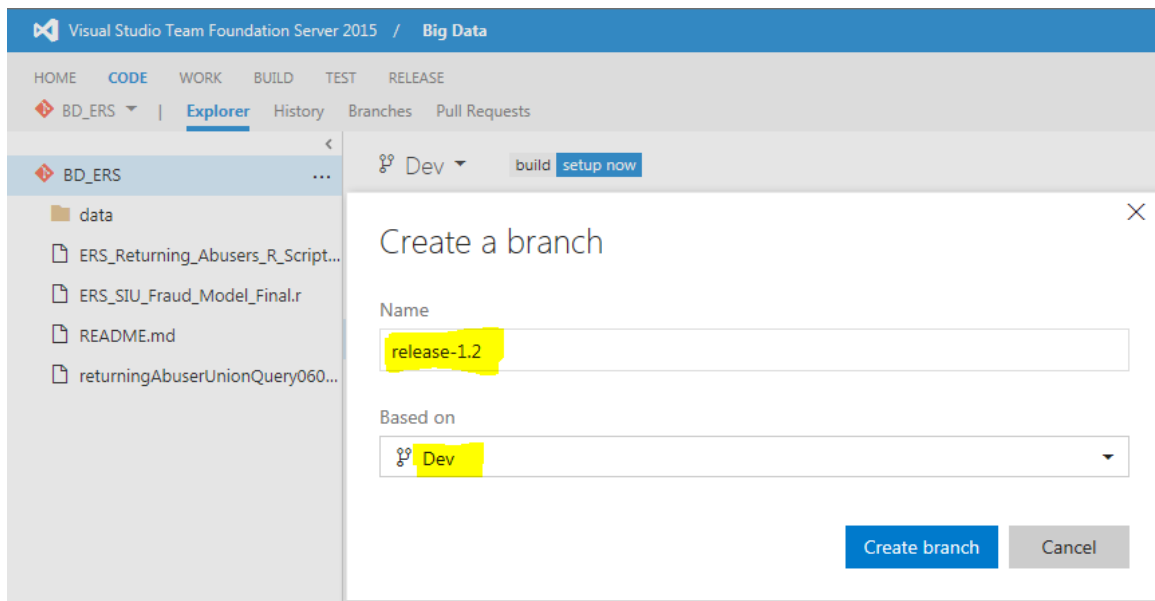 Visual Studio Team Foundation Server 2015 / Big Data
HOME CODE WORK BUILD TEST RELEASE
BD_ERS | Explorer History Branches Pull Requests
<
BD_ERS ...
Dev build setup now
data
ERS_Returning_Abusers_R_Script...
ERS_SIU_Fraud_Model_Final.r
README.md
returningAbuserUnionQuery060...
Create a branch
Name
release-1.2
Based on
Dev
Create branch Cancel